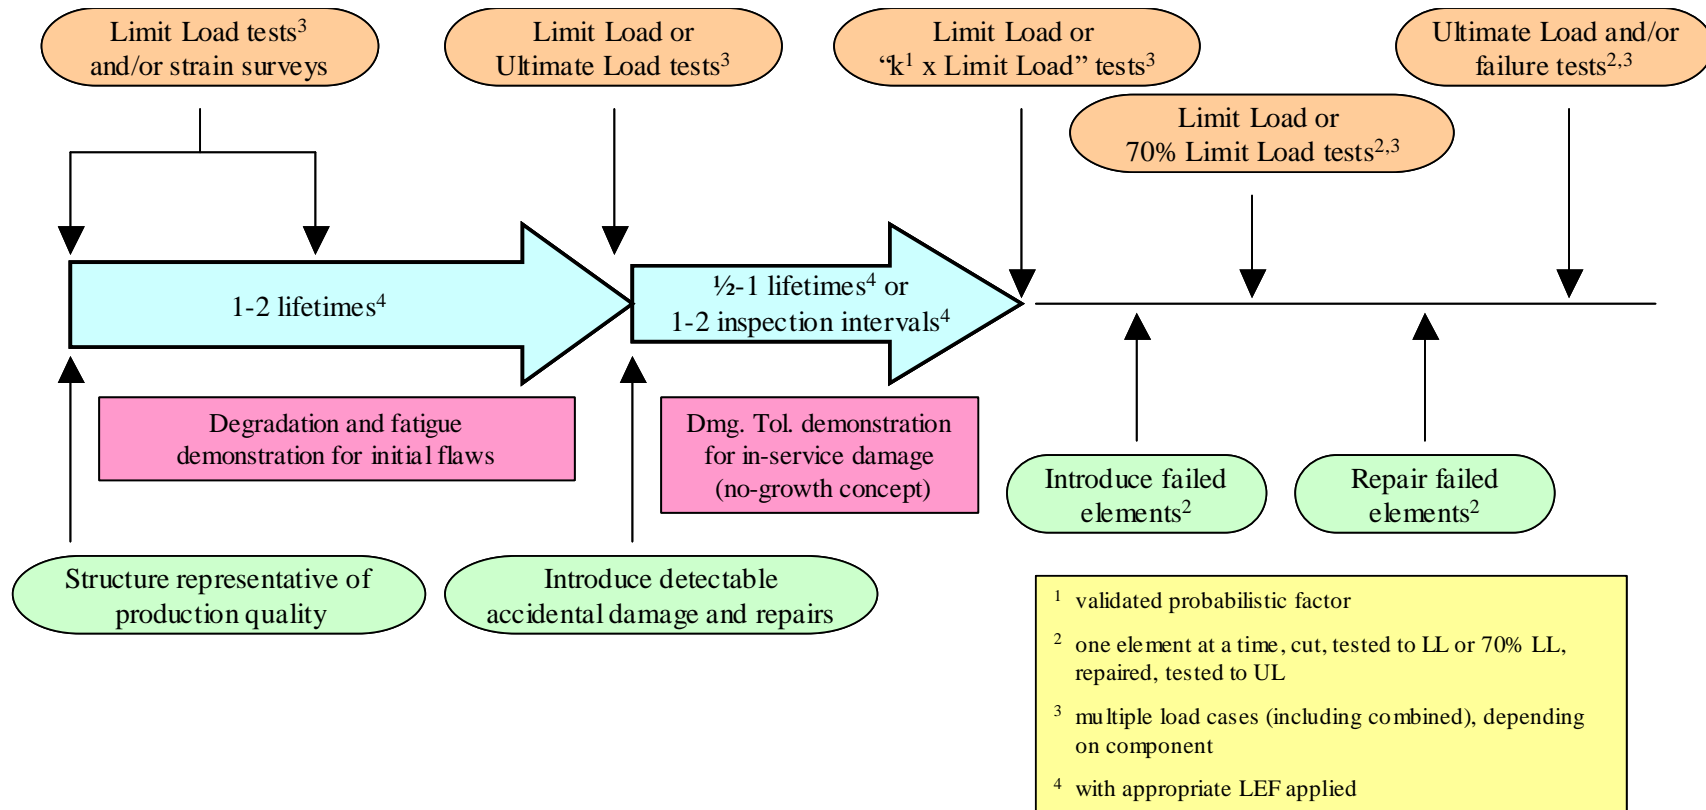 Limit Load tests³
and/or strain surveys
Limit Load or
Ultimate Load tests³
Limit Load or
“k¹ x Limit Load” tests³
Ultimate Load and/or
failure tests²,³
Limit Load or
70% Limit Load tests²,³
1-2 lifetimes⁴
½-1 lifetimes⁴ or
1-2 inspection intervals⁴
Degradation and fatigue
demonstration for initial flaws
Dmg. Tol. demonstration
for in-service damage
(no-growth concept)
Introduce failed
elements²
Repair failed
elements²
Structure representative of
production quality
Introduce detectable
accidental damage and repairs
¹ validated probabilistic factor
² one element at a time, cut, tested to LL or 70% LL,
repaired, tested to UL
³ multiple load cases (including combined), depending
on component
⁴ with appropriate LEF applied